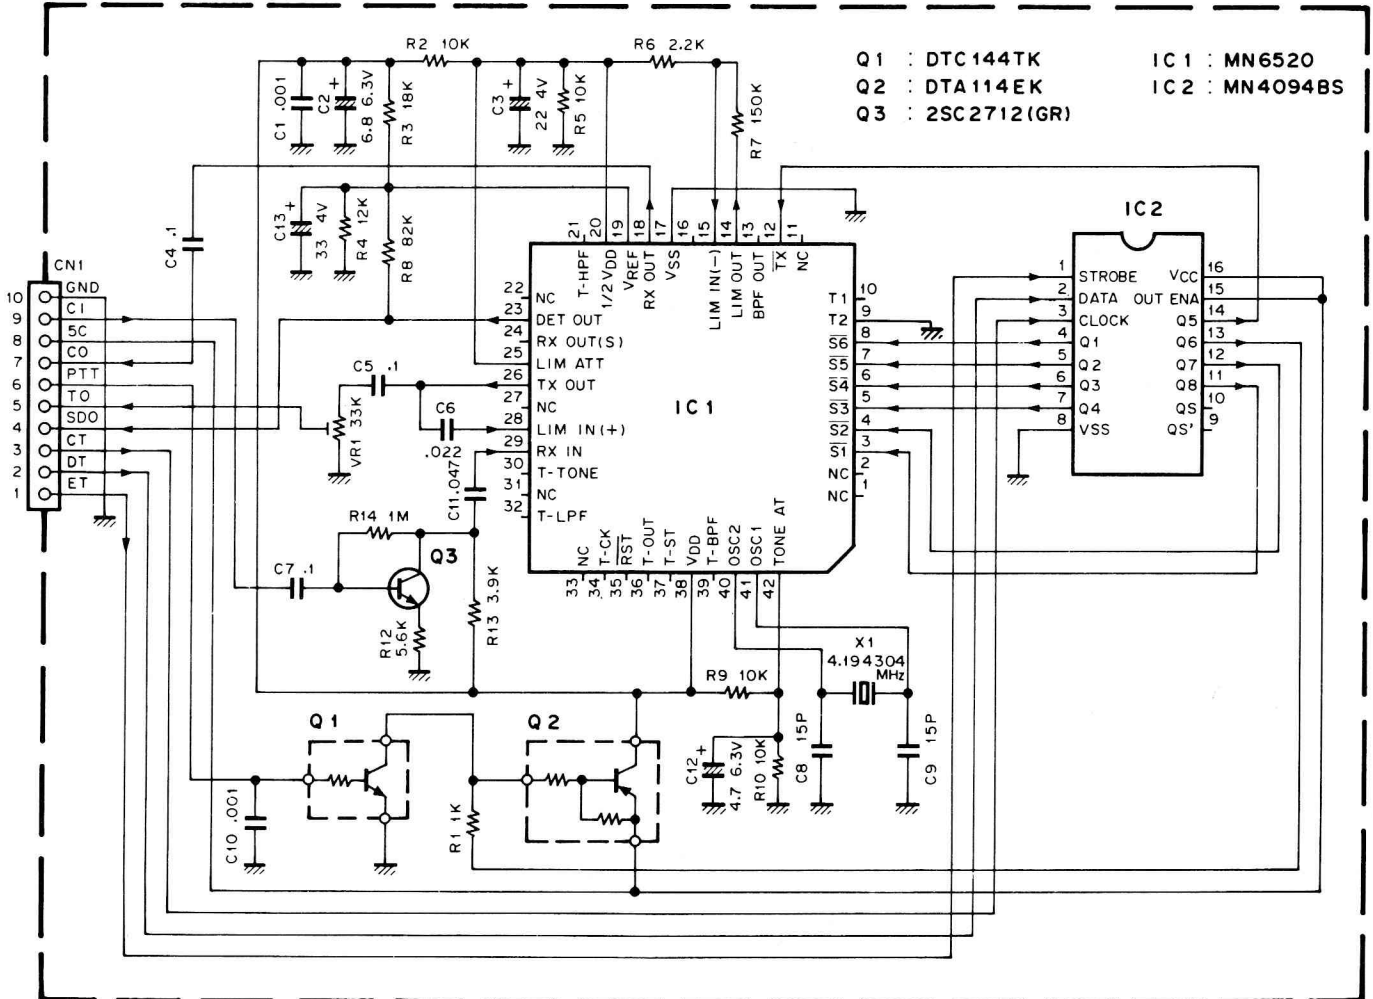 Q1 : DTC144TK
Q2 : DTA114EK
Q3 : 2SC2712(GR)
IC1 : MN6520
IC2 : MN4094BS
R2 10K
R6 2.2K
C1 .001
C2 + 6.8 6.3V
R3 18K
C3 + 22 4V
R5 10K
R7 150K
C4 .1
C13 + 33 4V
R4 12K
R8 82K
CN1
10 GND
9 CI
8 5C
7 CO
6 PTT
5 TO
4 SDO
3 CT
2 DT
1 ET
IC1
21 T-HPF
20 1/2 VDD
19 VREF
18 RX OUT
17 VSS
16
15 LIM IN(-)
14 LIM OUT
13 BPF OUT
12 TX
11 NC
22 NC
23 DET OUT
24 RX OUT(S)
25 LIM ATT
26 TX OUT
27 NC
28 LIM IN(+)
29 RX IN
30 T-TONE
31 NC
32 T-LPF
T1 10
T2 9
S6 8
S5 7
S4 6
S3 5
S2 4
S1 3
NC 2
NC 1
33 NC
34 T-CK
35 RST
36 T-OUT
37 T-ST
38 VDD
39 T-BPF
40 OSC2
41 OSC1
42 TONE AT
IC2
1 STROBE
2 DATA
3 CLOCK
4 Q1
5 Q2
6 Q3
7 Q4
8 VSS
VCC 16
OUT ENA 15
Q5 14
Q6 13
Q7 12
Q8 11
QS 10
QS' 9
C5 .1
VR1 33K
C6 .022
C11 .047
R14 1M
Q3
C7 .1
R12 5.6K
R13 3.9K
X1
4.194304
MHz
R9 10K
Q1
Q2
C10 .001
R1 1K
C12 + 4.7 6.3V
R10 10K
C8 15P
C9 15P